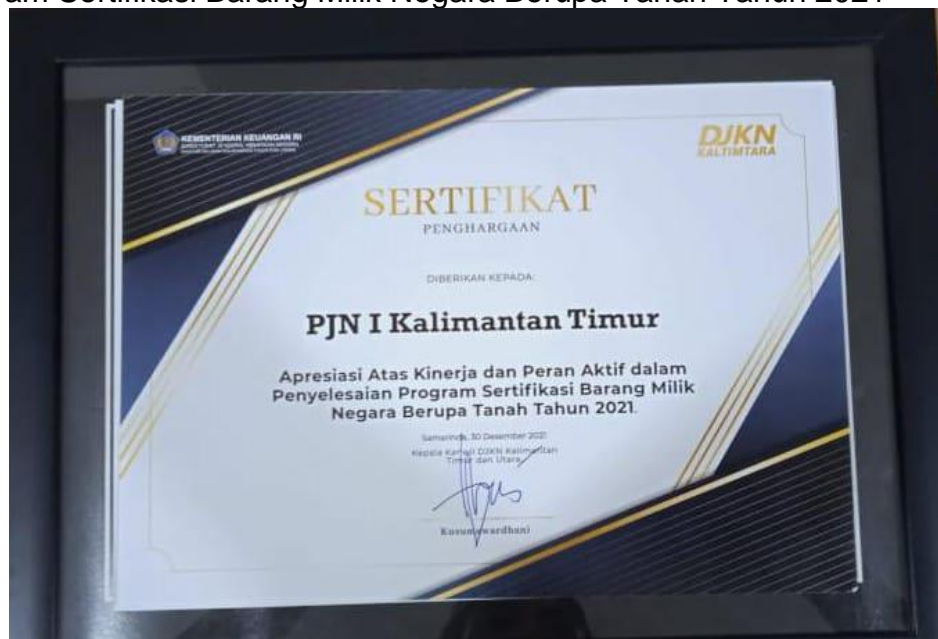 am Sertifikasi Barang Milik Negara Berupa Tanah Tahun 2021
KEMENTERIAN KEUANGAN RI
DJKN
KALTIMTARA
SERTIFIKAT
PENGHARGAAN
DIBERIKAN KEPADA:
PJN I Kalimantan Timur
Apresiasi Atas Kinerja dan Peran Aktif dalam
Penyelesaian Program Sertifikasi Barang Milik
Negara Berupa Tanah Tahun 2021.
Samarinda, 30 Desember 2021
Kepala Kanwil DJKN Kalimantan
Timur dan Utara
Kusumawardhani